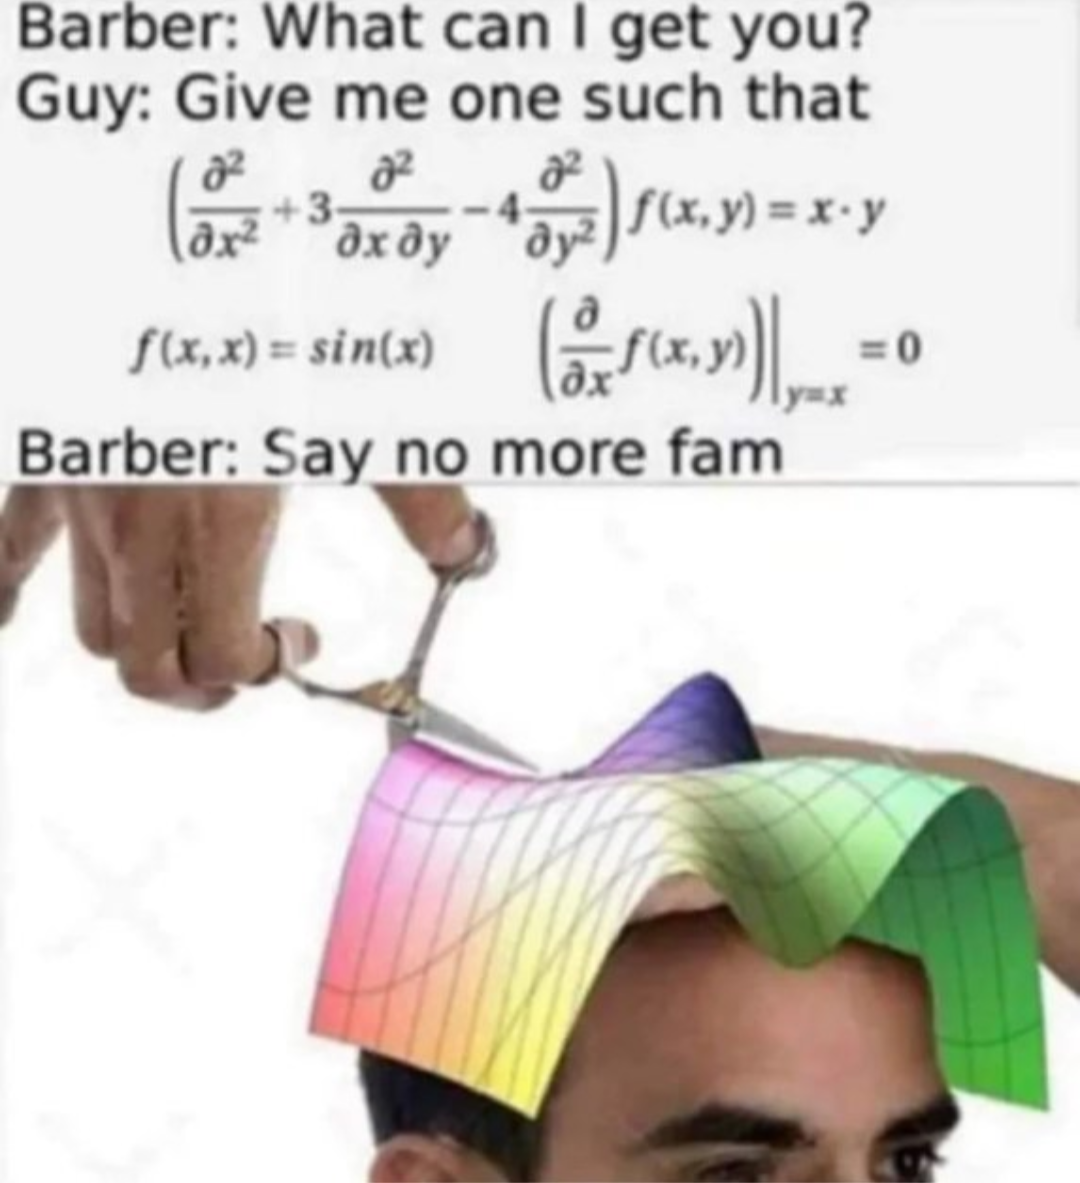 Barber: What can I get you?
Guy: Give me one such that
(∂²/∂x² + 3 ∂²/∂x ∂y − 4 ∂²/∂y²) f(x, y) = x · y
f(x, x) = sin(x)    (∂/∂x f(x, y))|y=x = 0
Barber: Say no more fam